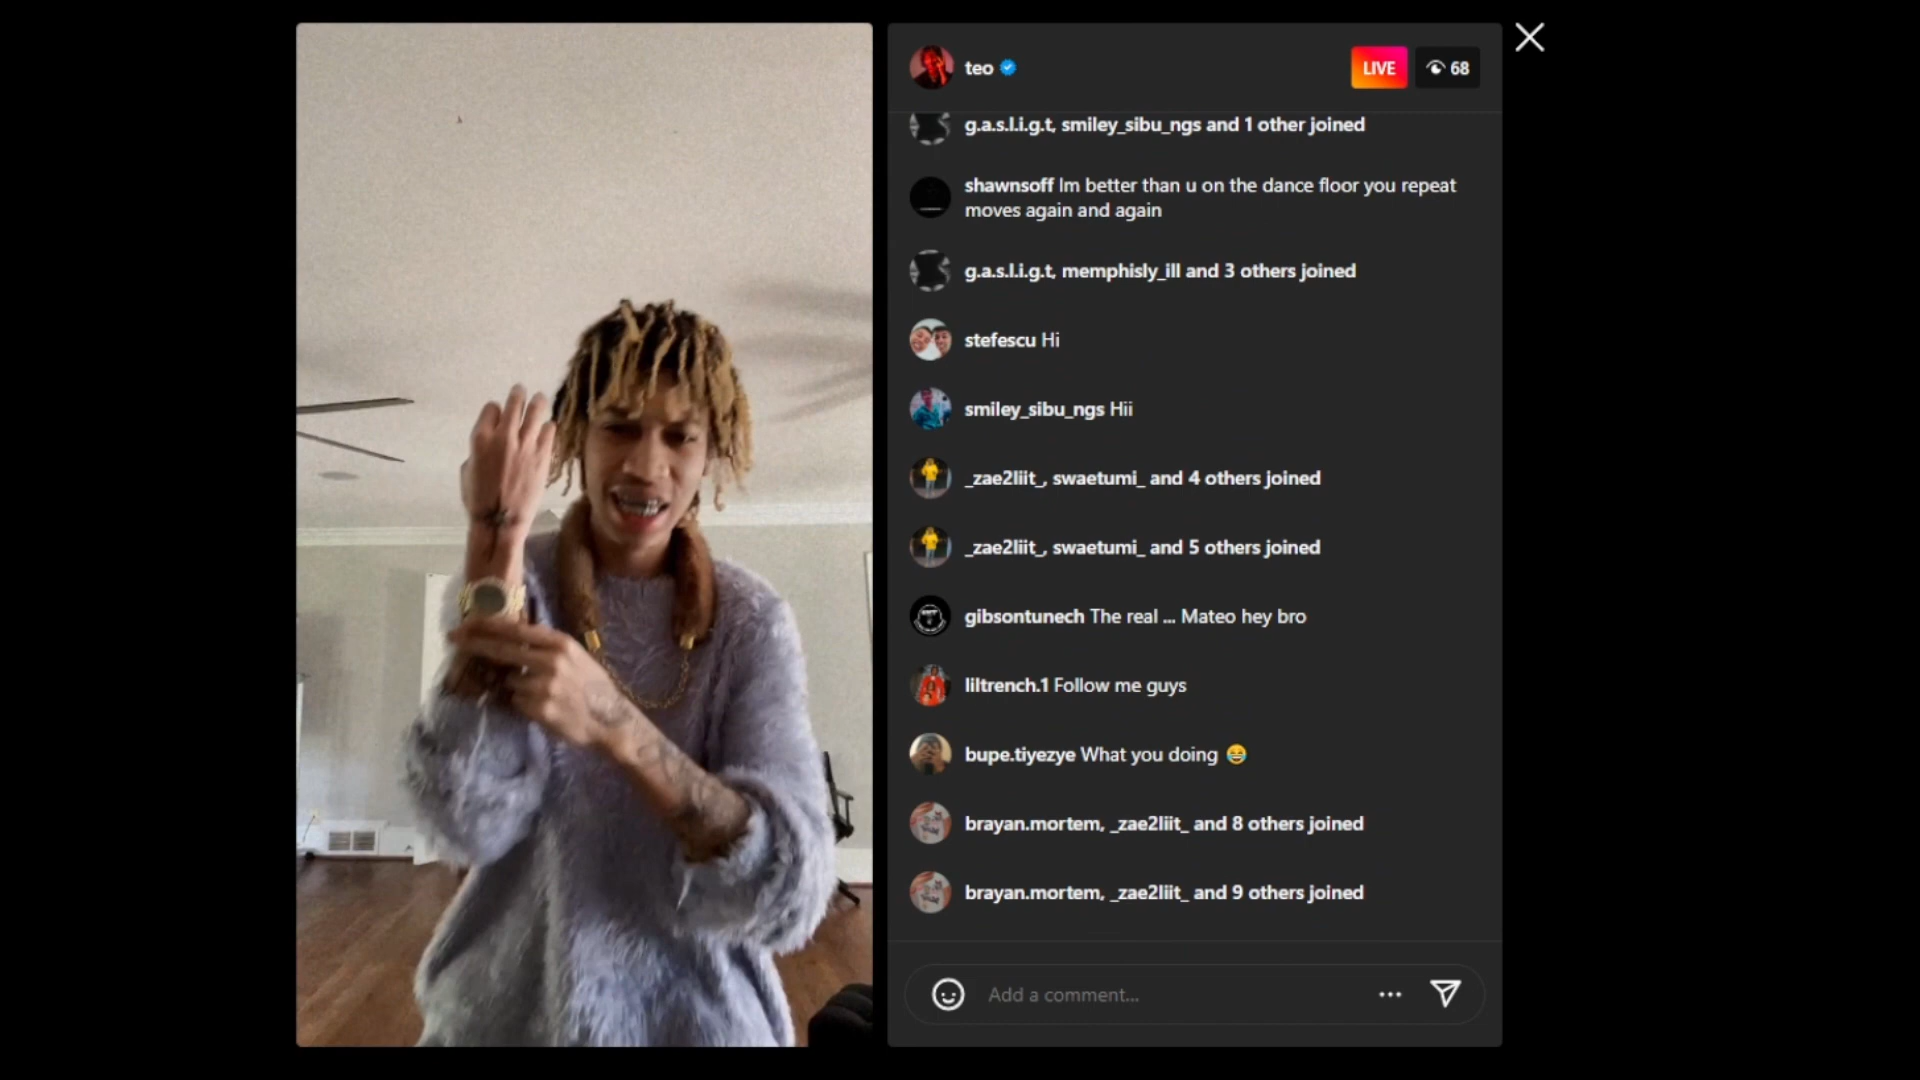 teo
LIVE
68
g.a.s.l.i.g.t, smiley_sibu_ngs and 1 other joined
shawnsoff Im better than u on the dance floor you repeat
moves again and again
g.a.s.l.i.g.t, memphisly_ill and 3 others joined
stefescu Hi
smiley_sibu_ngs Hii
_zae2liit_, swaetumi_ and 4 others joined
_zae2liit_, swaetumi_ and 5 others joined
gibsontunech The real ... Mateo hey bro
liltrench.1 Follow me guys
bupe.tiyezye What you doing 😂
brayan.mortem, _zae2liit_ and 8 others joined
brayan.mortem, _zae2liit_ and 9 others joined
Add a comment...